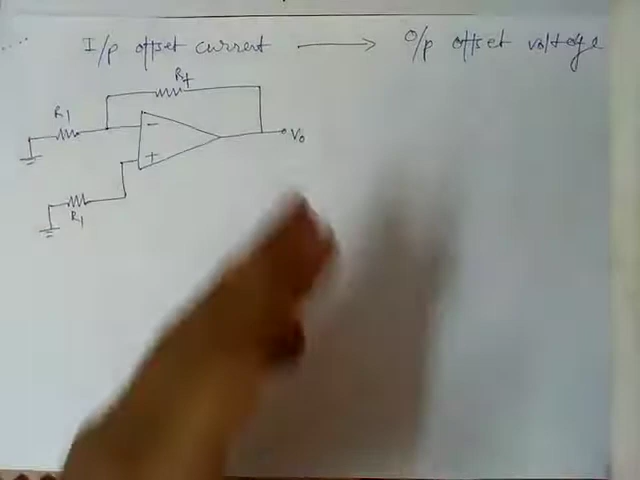 I/p offset current → O/p offset voltage
Rf
R1
−
Vo
+
R1